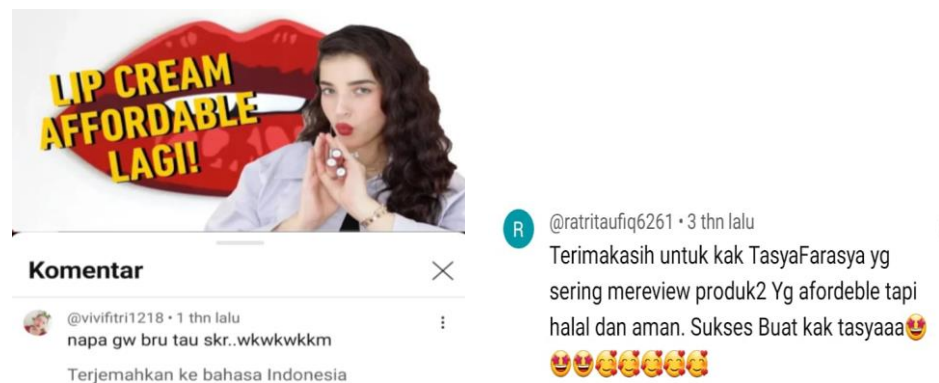 LIP CREAM
AFFORDABLE
LAGI!
Komentar
@vivifitri1218 • 1 thn lalu
napa gw bru tau skr..wkwkwkkm
Terjemahkan ke bahasa Indonesia
R
@ratritaufiq6261 • 3 thn lalu
Terimakasih untuk kak TasyaFarasya yg
sering mereview produk2 Yg afordeble tapi
halal dan aman. Sukses Buat kak tasyaaa🤩
🤩🤩🥰🥰🥰🥰🥰